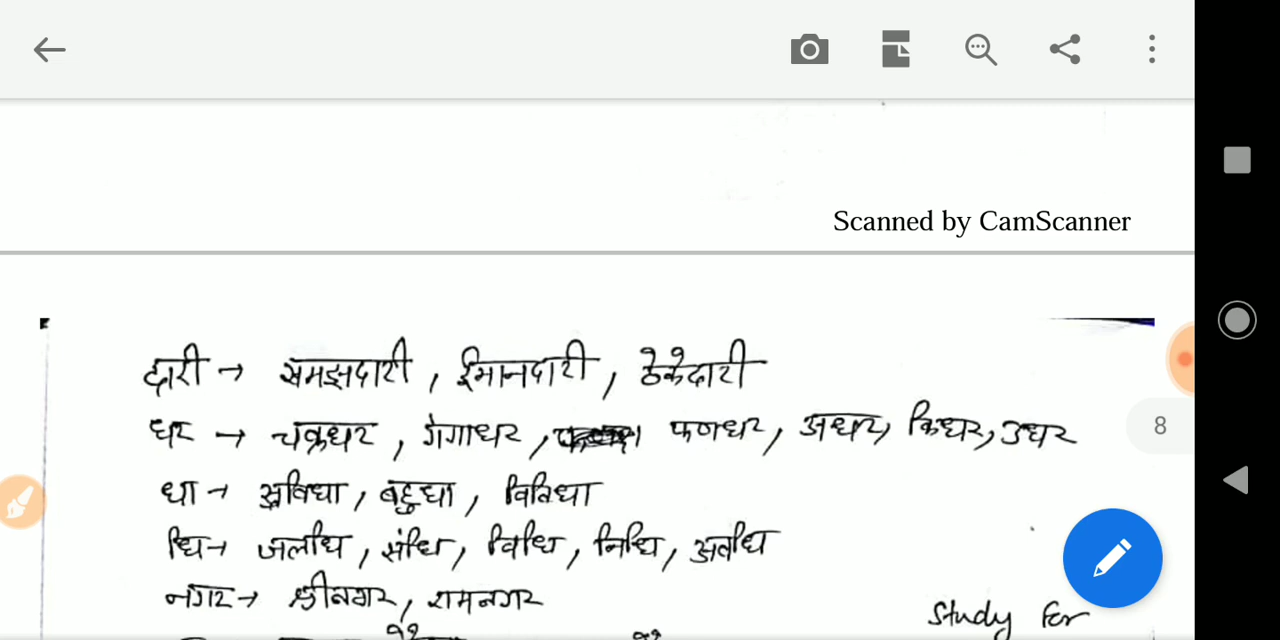 Scanned by CamScanner
दारी → समझदारी, ईमानदारी, ठेकेदारी
8
धर → चक्रधर, गंगाधर, फणधर, अधर, किधर, उधर
धा → सुविधा, बहुधा, विविधा
धि → जलधि, संधि, विधि, निधि, अवधि
नगर → श्रीनगर, रामनगर
Study for